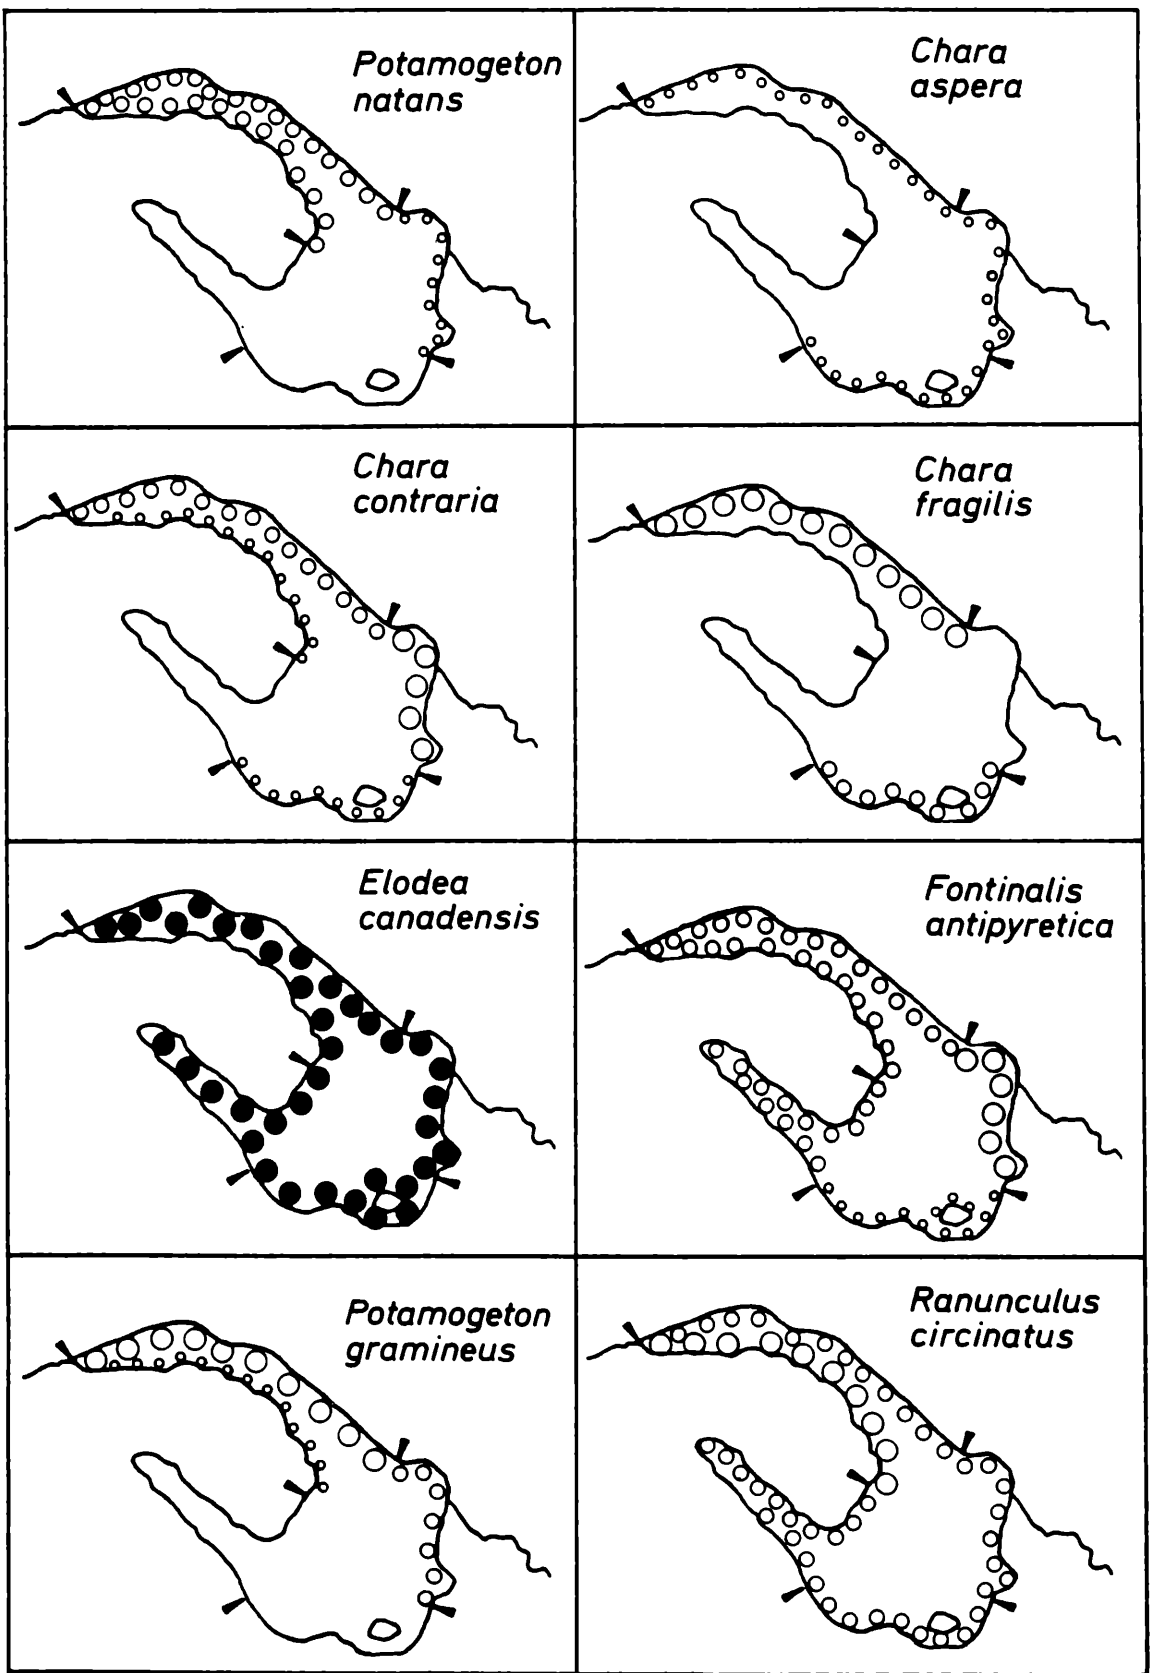 Potamogeton
natans
Chara
aspera
Chara
contraria
Chara
fragilis
Elodea
canadensis
Fontinalis
antipyretica
Potamogeton
gramineus
Ranunculus
circinatus